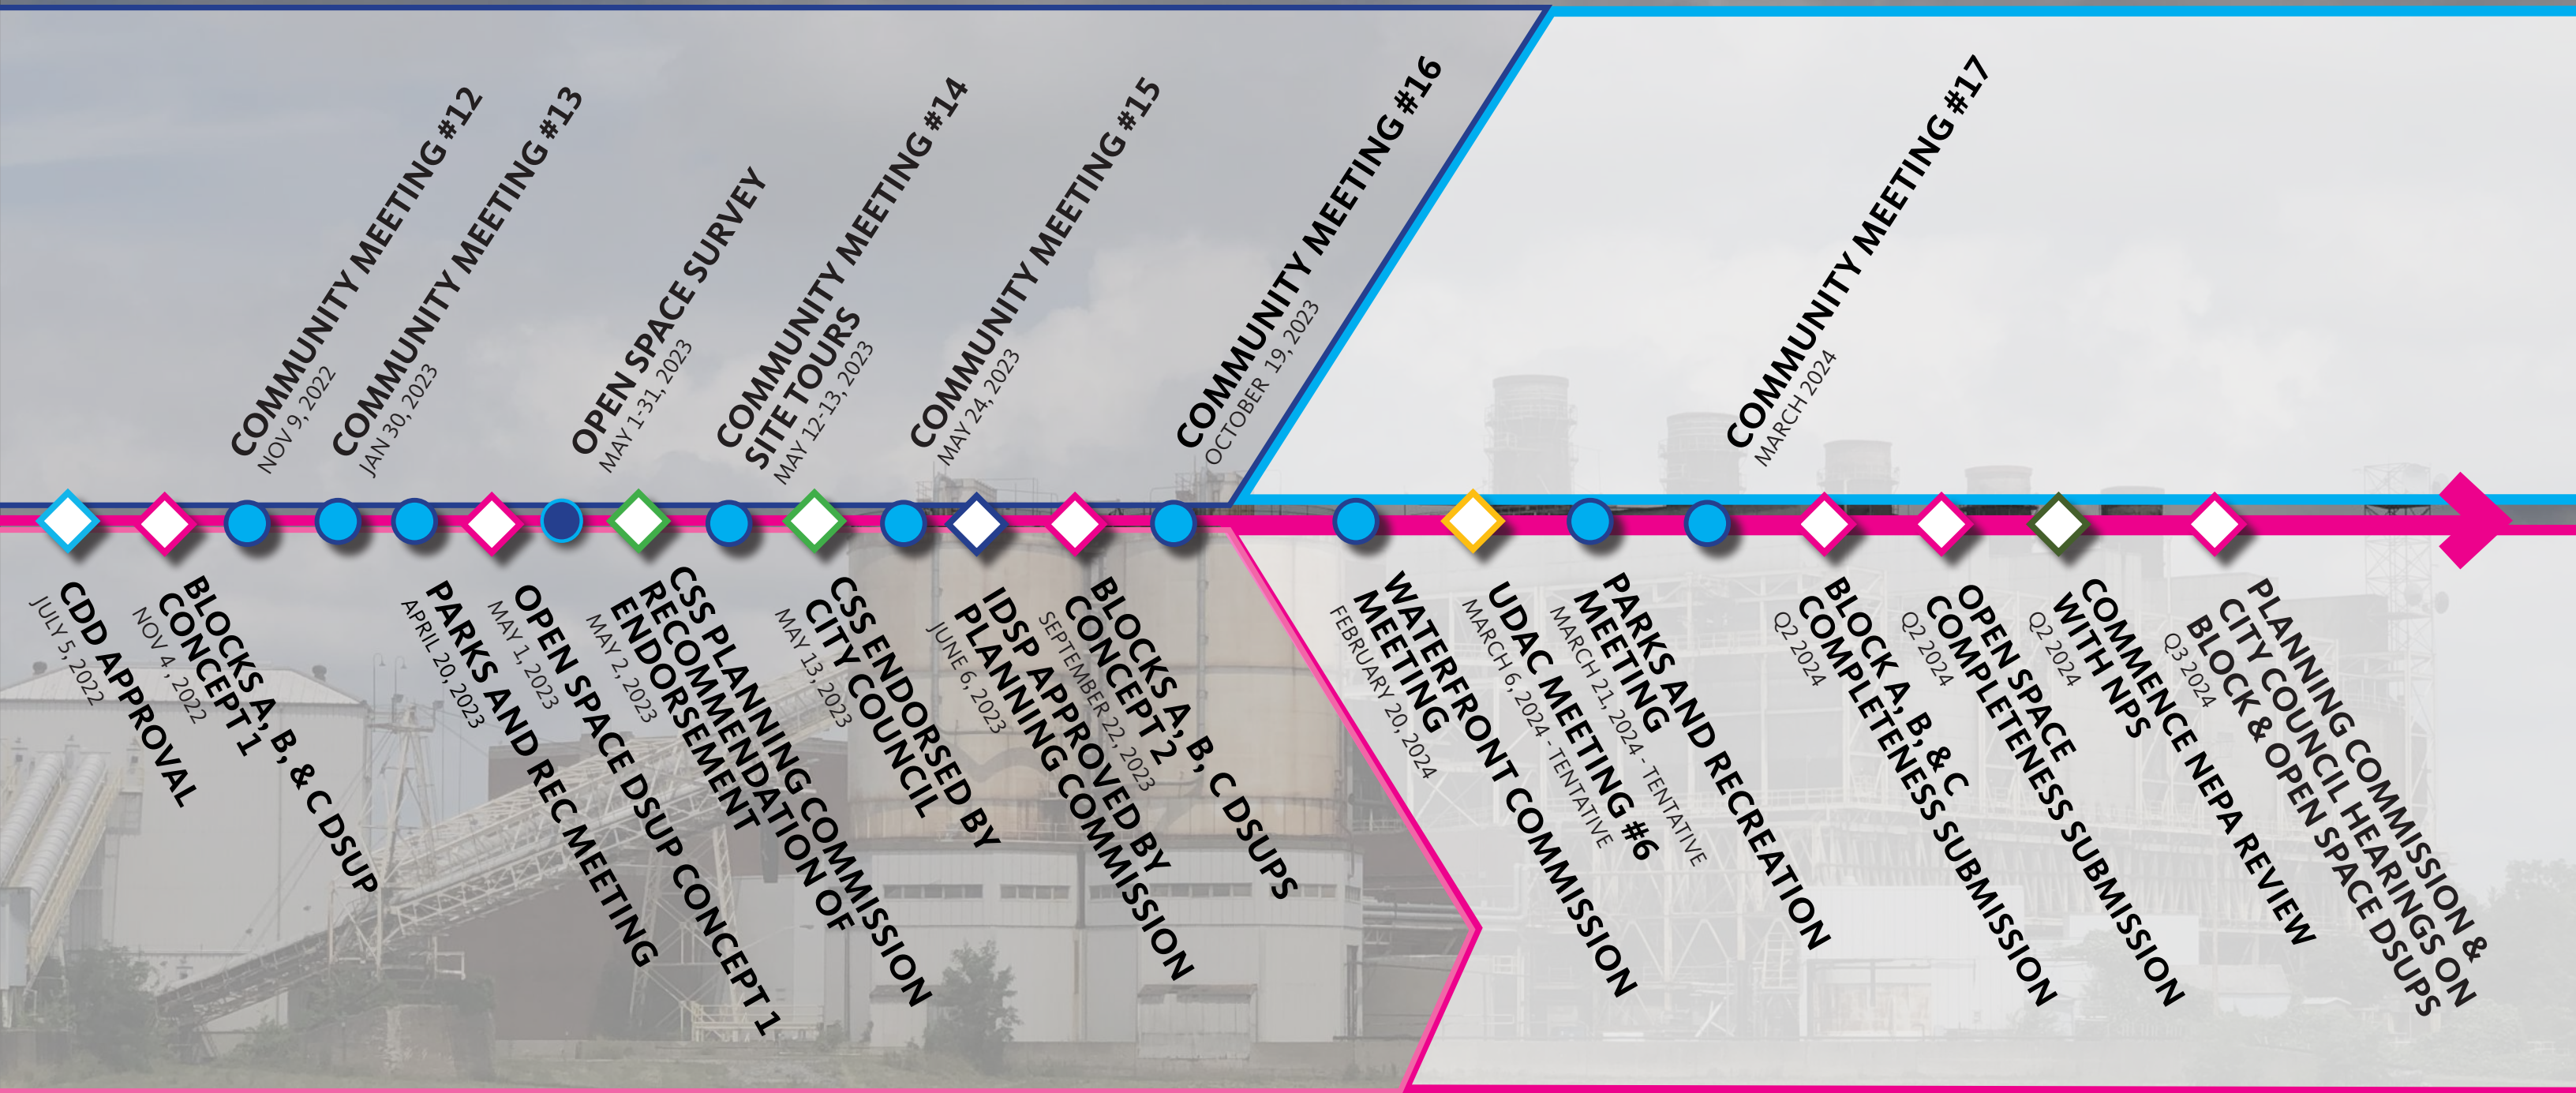 COMMUNITY MEETING #12
NOV 9, 2022
COMMUNITY MEETING #13
JAN 30, 2023
OPEN SPACE SURVEY
MAY 1-31, 2023
COMMUNITY MEETING #14
SITE TOURS
MAY 12-13, 2023
COMMUNITY MEETING #15
MAY 24, 2023
COMMUNITY MEETING #16
OCTOBER 19, 2023
COMMUNITY MEETING #17
MARCH 2024
CDD APPROVAL
JULY 5, 2022
BLOCKS A, B, & C DSUP
CONCEPT 1
NOV 4, 2022
PARKS AND REC MEETING
APRIL 20, 2023
OPEN SPACE DSUP CONCEPT 1
MAY 1, 2023
CSS PLANNING COMMISSION
RECOMMENDATION OF
ENDORSEMENT
MAY 2, 2023
CSS ENDORSED BY
CITY COUNCIL
MAY 13, 2023
IDSP APPROVED BY
PLANNING COMMISSION
JUNE 6, 2023
BLOCKS A, B, C DSUPS
CONCEPT 2
SEPTEMBER 22, 2023
WATERFRONT COMMISSION
MEETING
FEBRUARY 20, 2024
UDAC MEETING #6
MARCH 6, 2024 - TENTATIVE
PARKS AND RECREATION
MEETING
MARCH 21, 2024 - TENTATIVE
BLOCK A, B, & C
COMPLETENESS SUBMISSION
Q2 2024
OPEN SPACE
COMPLETENESS SUBMISSION
Q2 2024
COMMENCE NEPA REVIEW
WITH NPS
Q2 2024
PLANNING COMMISSION &
CITY COUNCIL HEARINGS ON
BLOCK & OPEN SPACE DSUPS
Q3 2024